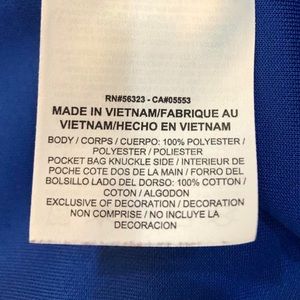 RN#56323 - CA#05553
MADE IN VIETNAM/FABRIQUE AU
VIETNAM/HECHO EN VIETNAM
BODY / CORPS / CUERPO: 100% POLYESTER /
POLYESTER / POLIESTER
POCKET BAG KNUCKLE SIDE / INTERIEUR DE
POCHE COTE DOS DE LA MAIN / FORRO DEL
BOLSILLO LADO DEL DORSO: 100% COTTON /
COTON / ALGODON
EXCLUSIVE OF DECORATION / DECORATION
NON COMPRISE / NO INCLUYE LA
DECORACION